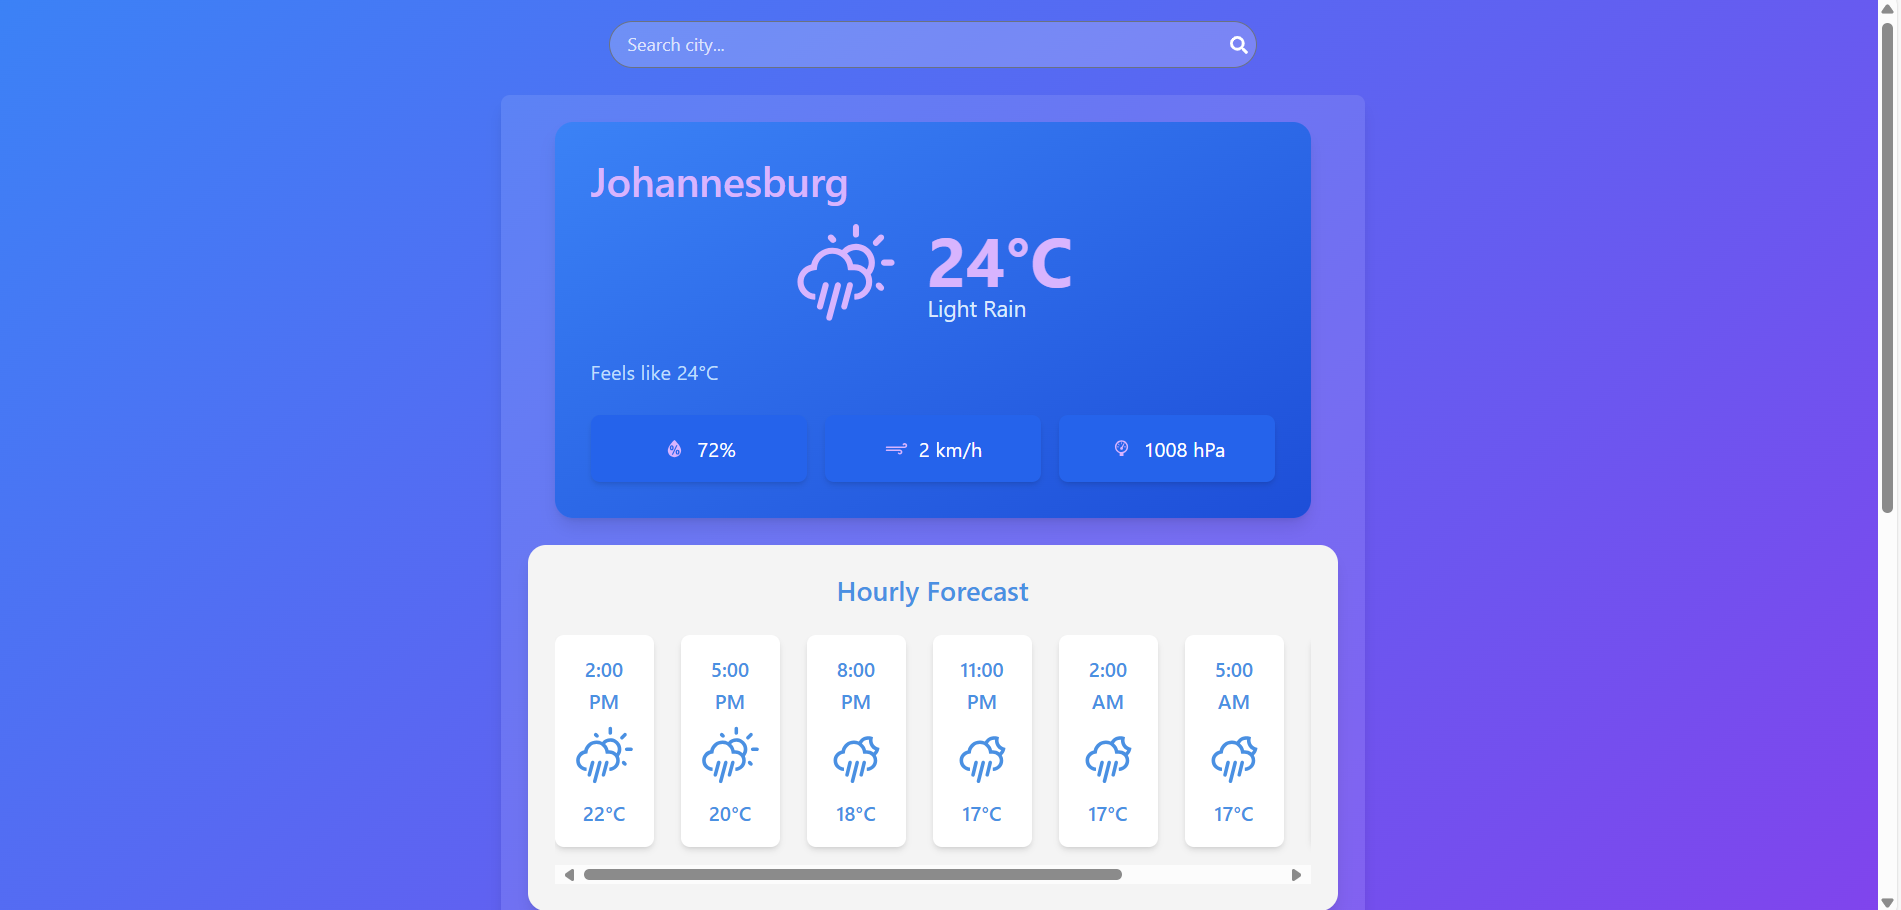 Search city...
Johannesburg
24°C
Light Rain
Feels like 24°C
72%
2 km/h
1008 hPa
Hourly Forecast
2:00
PM
22°C
5:00
PM
20°C
8:00
PM
18°C
11:00
PM
17°C
2:00
AM
17°C
5:00
AM
17°C